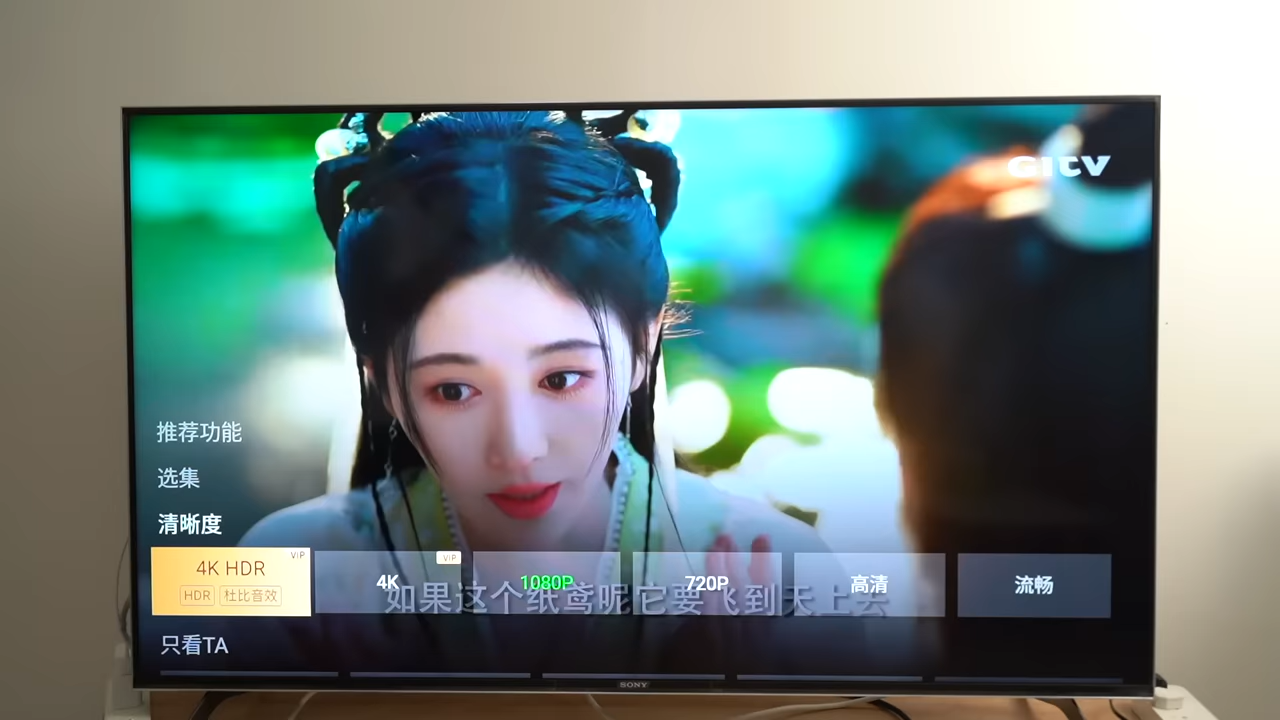 GITV
推荐功能
选集
清晰度
VIP
4K HDR
HDR 杜比音效
VIP
4K
1080P
720P
高清
流畅
如果这个纸鸢呢它要飞到天上去
只看TA
SONY